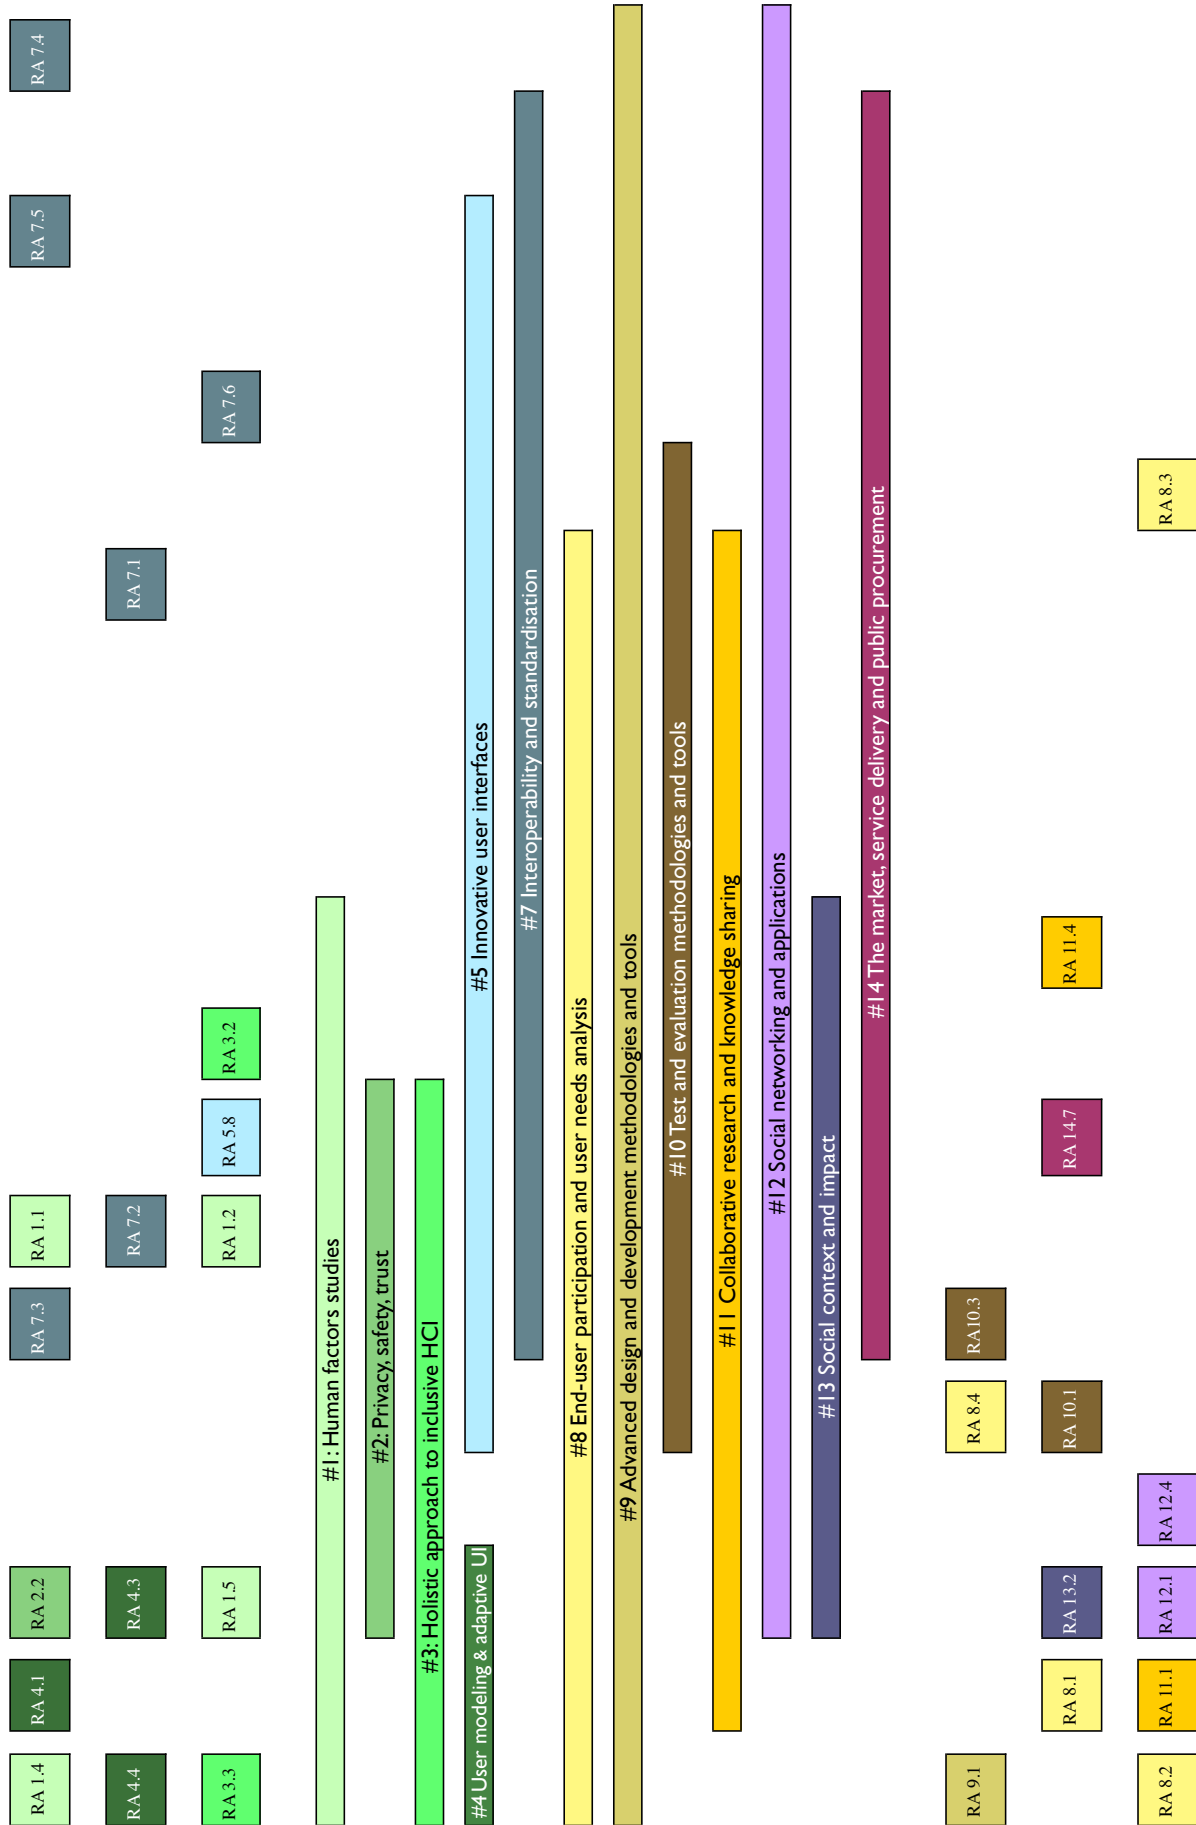 RA 1.4
RA 4.1
RA 2.2
RA 7.3
RA 1.1
RA 7.5
RA 7.4
RA 4.4
RA 4.3
RA 7.2
RA 7.1
RA 3.3
RA 1.5
RA 1.2
RA 5.8
RA 3.2
RA 7.6
#1: Human factors studies
#2: Privacy, safety, trust
#3: Holistic approach to inclusive HCI
#4 User modeling & adaptive UI
#5 Innovative user interfaces
#7 Interoperability and standardisation
#8 End-user participation and user needs analysis
#9 Advanced design and development methodologies and tools
#10 Test and evaluation methodologies and tools
#11 Collaborative research and knowledge sharing
#12 Social networking and applications
#13 Social context and impact
#14 The market, service delivery and public procurement
RA 9.1
RA 8.4
RA10.3
RA 8.1
RA 13.2
RA 10.1
RA14.7
RA 11.4
RA 8.2
RA 11.1
RA 12.1
RA 12.4
RA 8.3